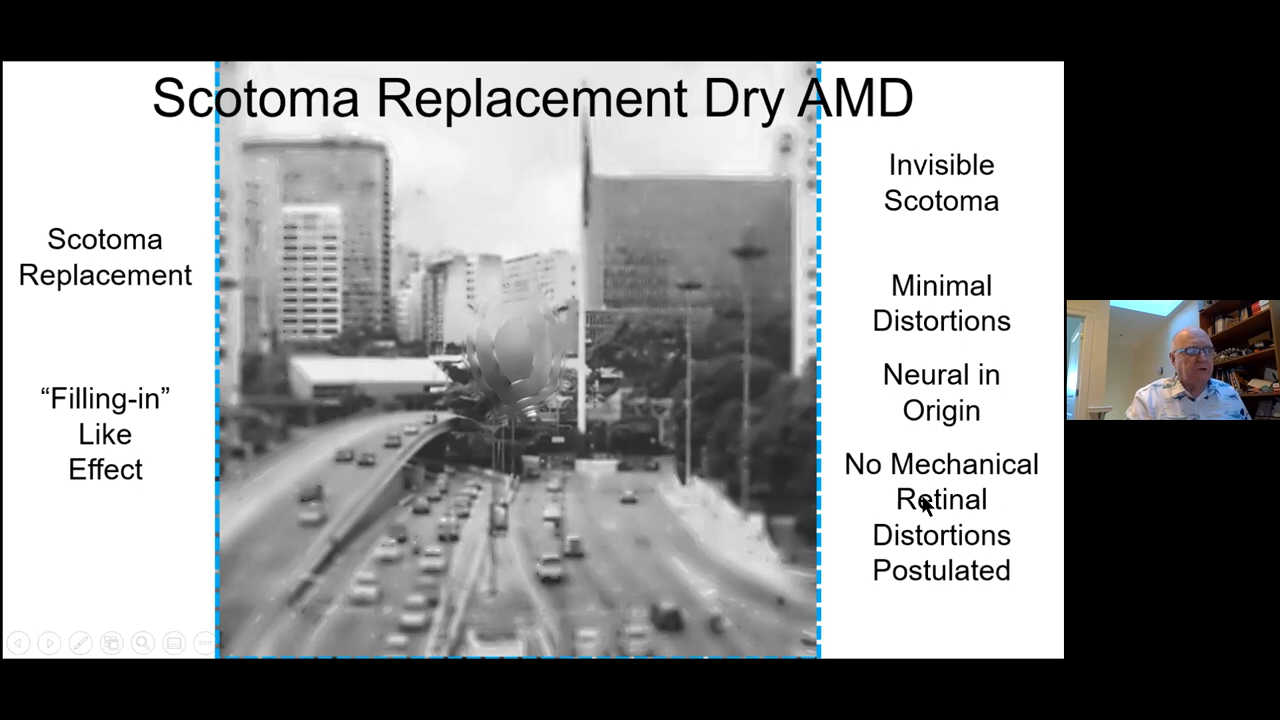 Scotoma Replacement Dry AMD
Scotoma
Replacement
“Filling-in”
Like
Effect
Invisible
Scotoma
Minimal
Distortions
Neural in
Origin
No Mechanical
Retinal
Distortions
Postulated